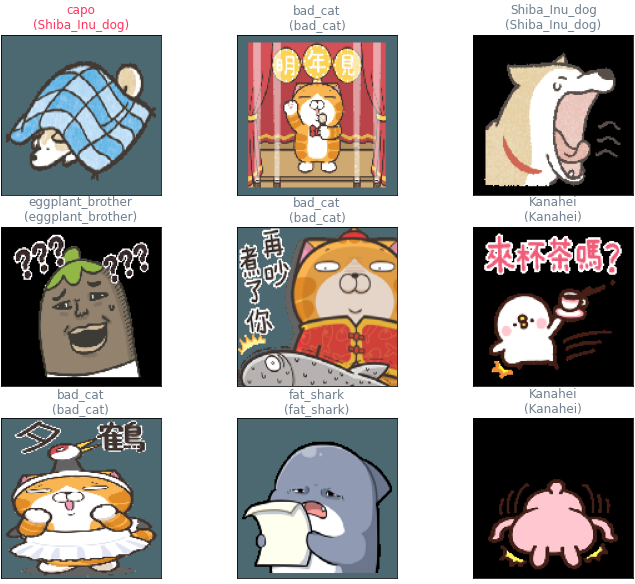 capo
(Shiba_Inu_dog)
bad_cat
(bad_cat)
Shiba_Inu_dog
(Shiba_Inu_dog)
明年見
eggplant_brother
(eggplant_brother)
bad_cat
(bad_cat)
Kanahei
(Kanahei)
??? ???
再吵
煮了你
來杯茶嗎?
bad_cat
(bad_cat)
fat_shark
(fat_shark)
Kanahei
(Kanahei)
夕鶴